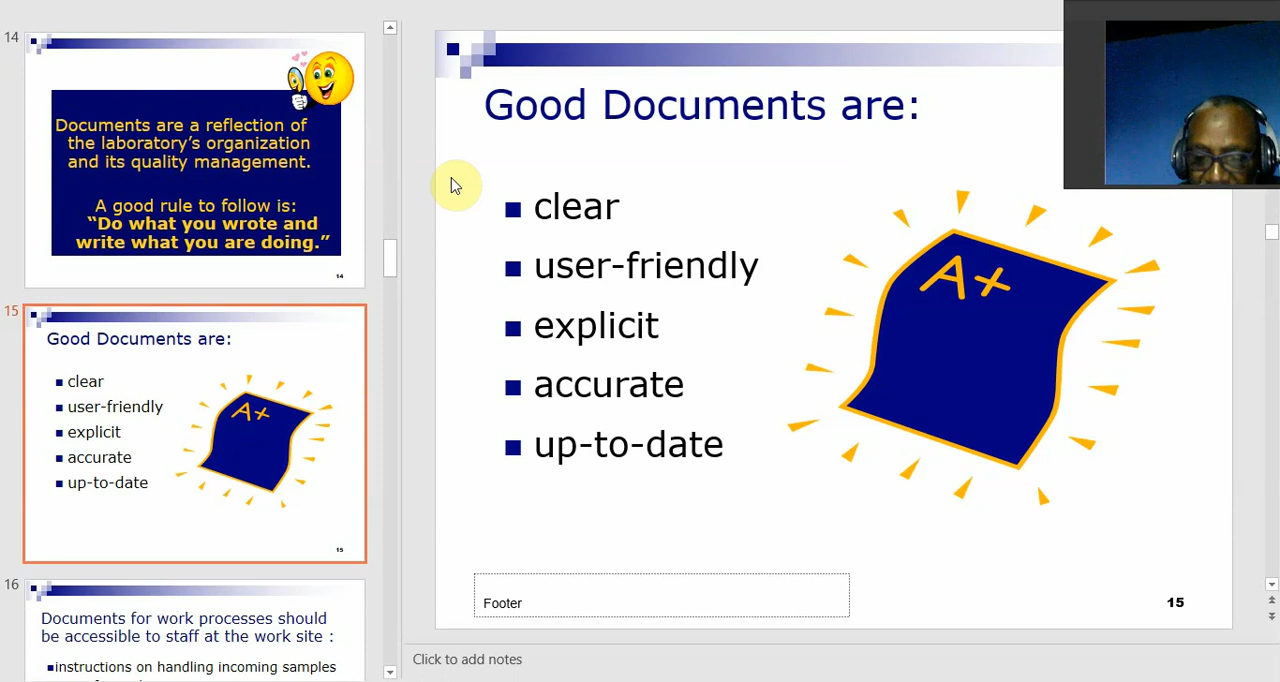 14
Documents are a reflection of
the laboratory's organization
and its quality management.
A good rule to follow is:
“Do what you wrote and
write what you are doing.”
14
15
Good Documents are:
clear
user-friendly
explicit
accurate
up-to-date
A+
15
16
Documents for work processes should
be accessible to staff at the work site :
instructions on handling incoming samples
Good Documents are:
clear
user-friendly
explicit
accurate
up-to-date
A+
Footer
15
Click to add notes